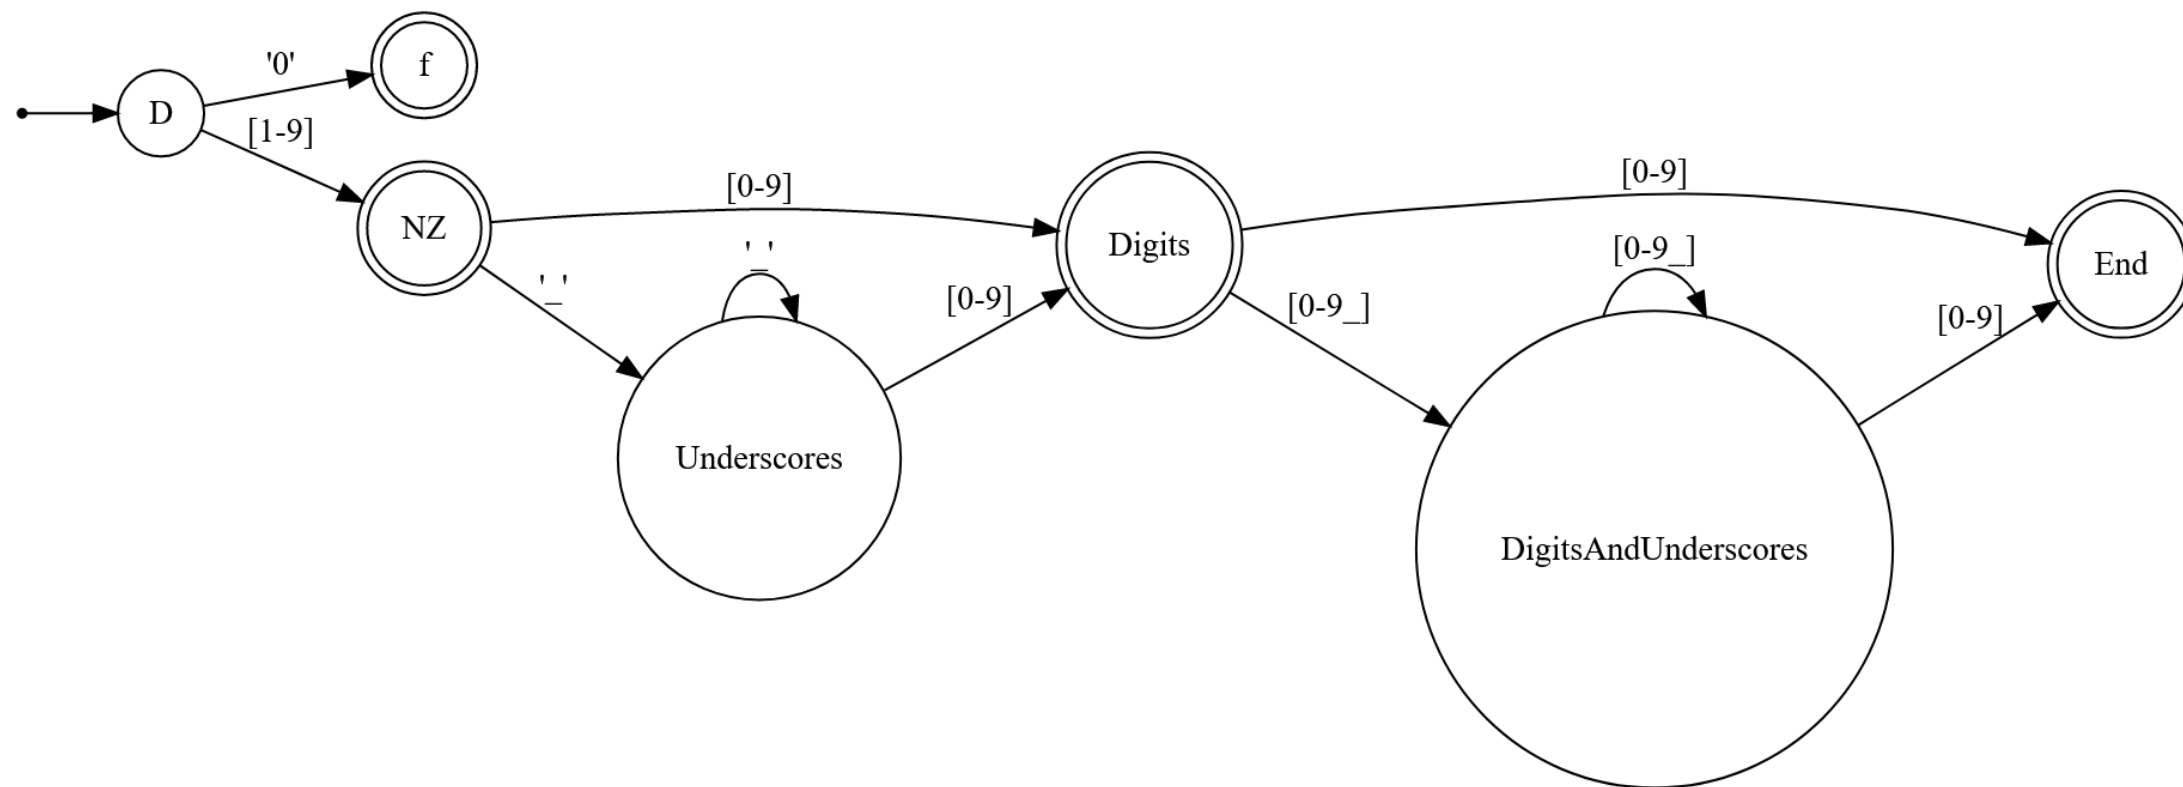 '0'
f
D
[1-9]
NZ
[0-9]
'_'
'_'
Underscores
[0-9]
Digits
[0-9]
[0-9_]
[0-9_]
DigitsAndUnderscores
[0-9]
End